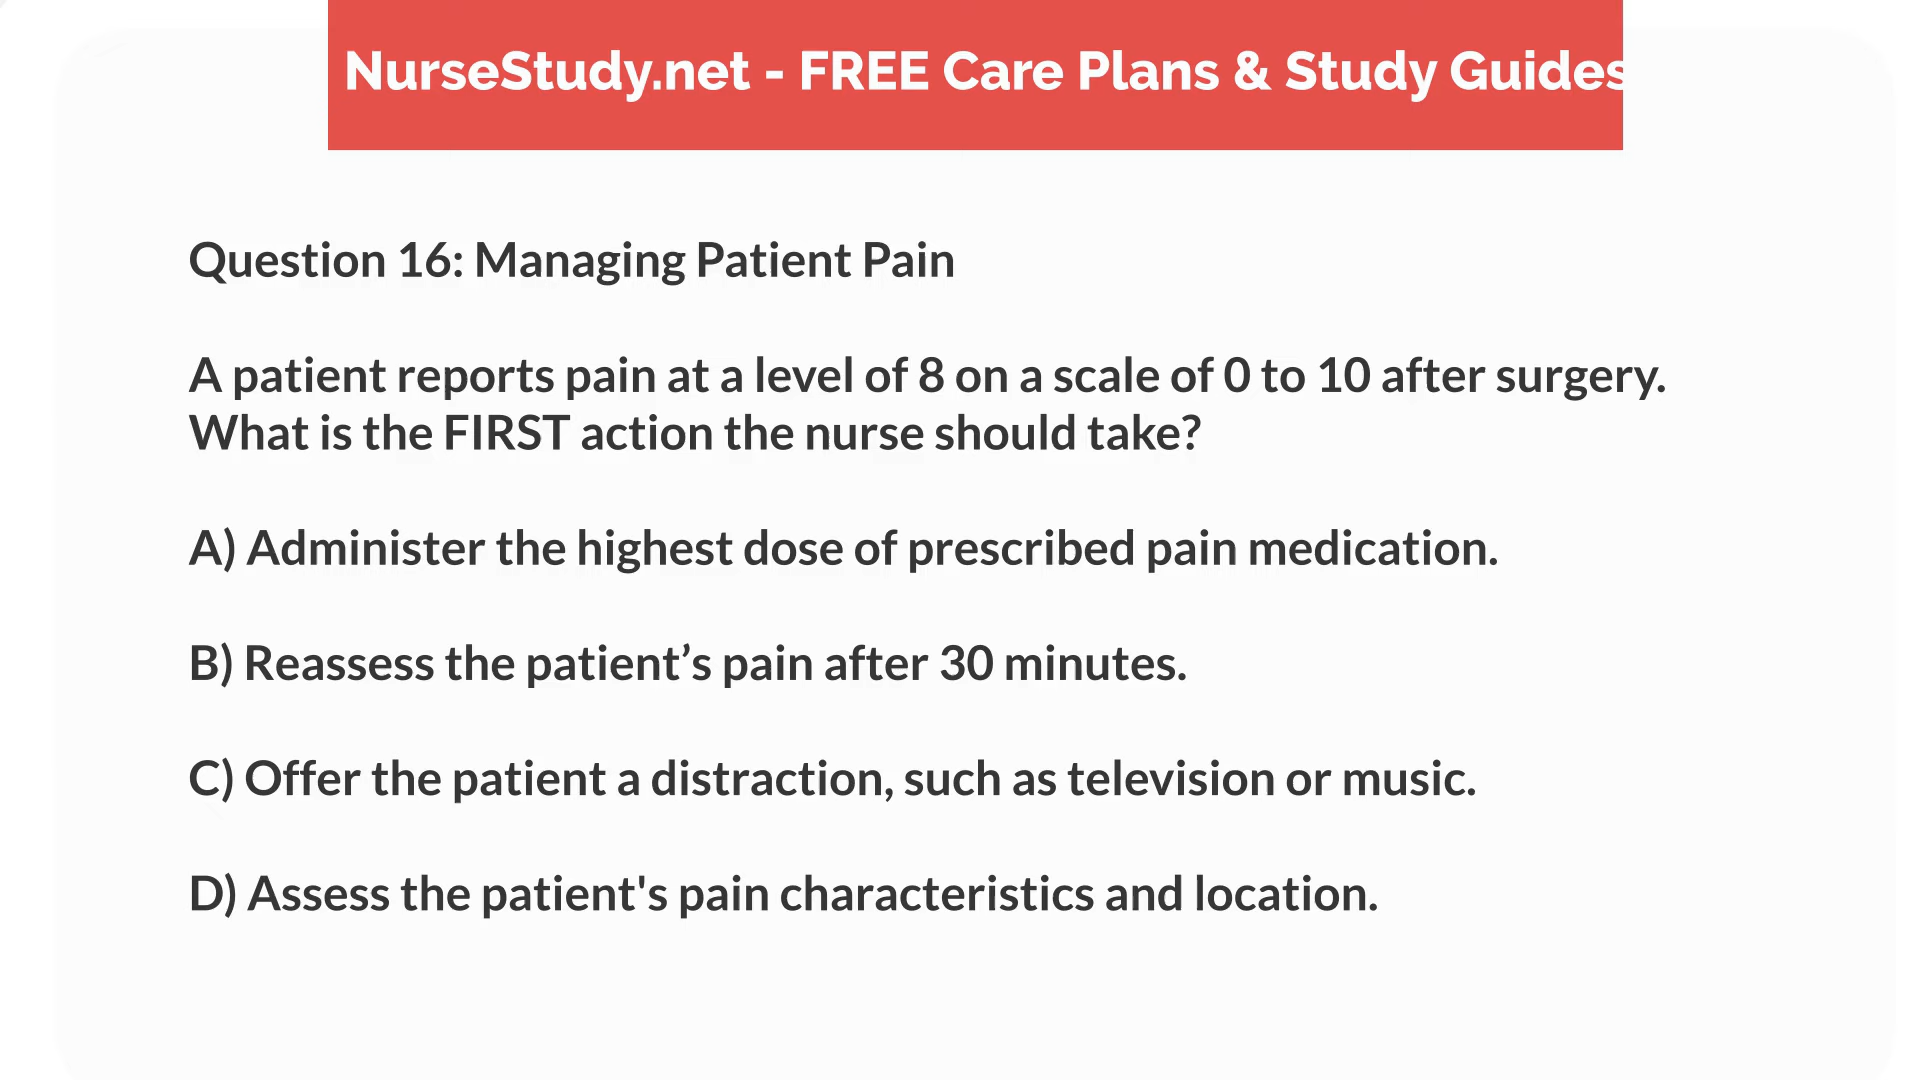 NurseStudy.net - FREE Care Plans & Study Guides
Question 16: Managing Patient Pain
A patient reports pain at a level of 8 on a scale of 0 to 10 after surgery.
What is the FIRST action the nurse should take?
A) Administer the highest dose of prescribed pain medication.
B) Reassess the patient’s pain after 30 minutes.
C) Offer the patient a distraction, such as television or music.
D) Assess the patient's pain characteristics and location.